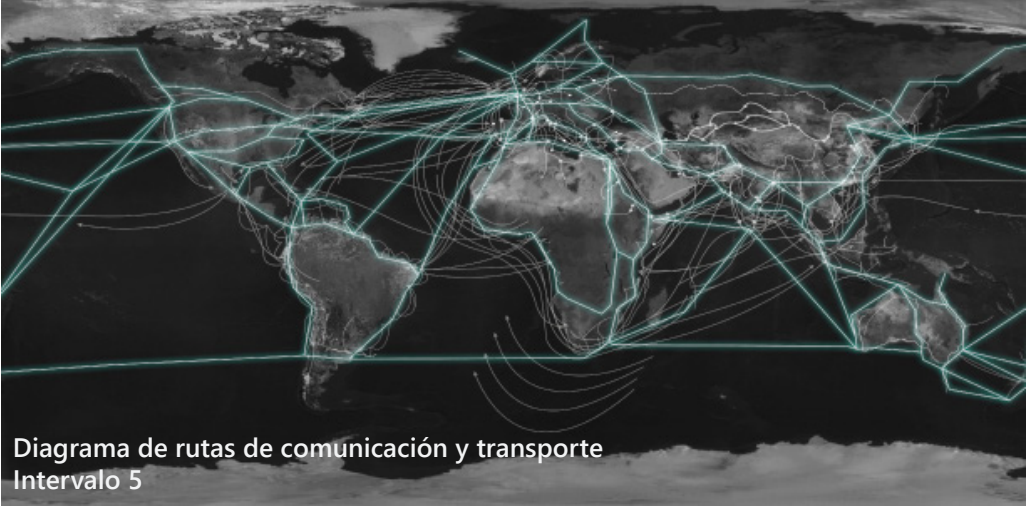 Diagrama de rutas de comunicación y transporte
Intervalo 5